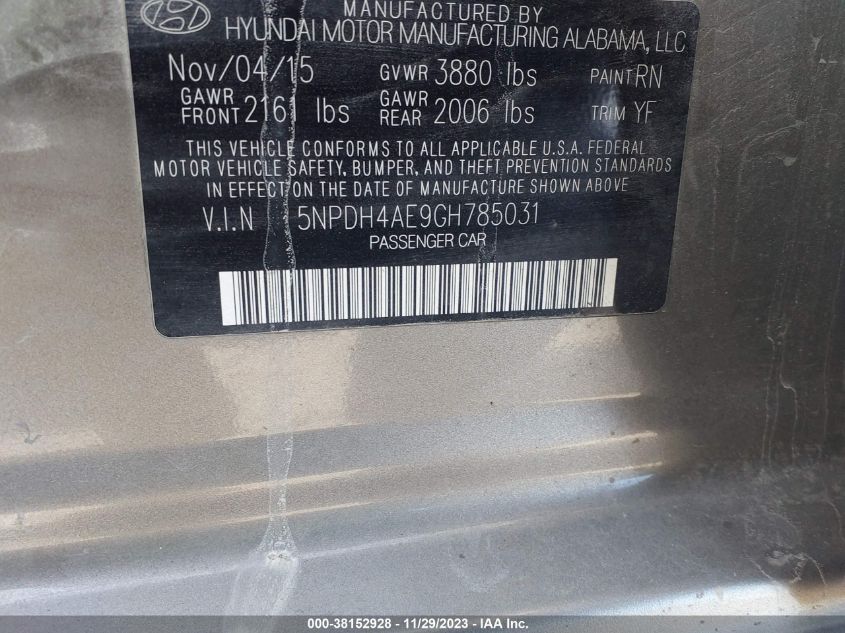 MANUFACTURED BY
HYUNDAI MOTOR MANUFACTURING ALABAMA, LLC
Nov/04/15 GVWR 3880 lbs PAINT RN
GAWR FRONT 2161 lbs GAWR REAR 2006 lbs TRIM YF
THIS VEHICLE CONFORMS TO ALL APPLICABLE U.S.A. FEDERAL
MOTOR VEHICLE SAFETY, BUMPER, AND THEFT PREVENTION STANDARDS
IN EFFECT ON THE DATE OF MANUFACTURE SHOWN ABOVE
V.I.N 5NPDH4AE9GH785031
PASSENGER CAR
000-38152928 - 11/29/2023 - IAA Inc.